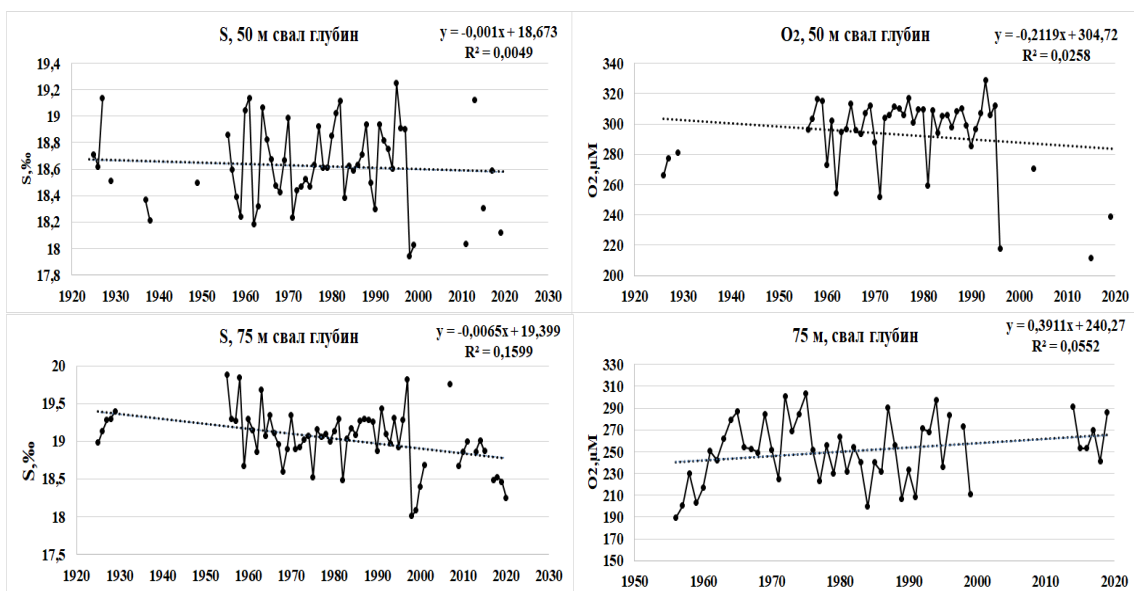 S, 50 м свал глубин
y = -0,001x + 18,673
R² = 0,0049
19,4
19,2
19
18,8
18,6
18,4
18,2
18
17,8
S,‰
1920 1930 1940 1950 1960 1970 1980 1990 2000 2010 2020 2030
O2, 50 м свал глубин
y = -0,2119x + 304,72
R² = 0,0258
340
320
300
280
260
240
220
200
O2,µM
1920 1930 1940 1950 1960 1970 1980 1990 2000 2010 2020
S, 75 м свал глубин
y = -0,0065x + 19,399
R² = 0,1599
20
19,5
19
18,5
18
17,5
S,‰
1920 1930 1940 1950 1960 1970 1980 1990 2000 2010 2020 2030
75 м, свал глубин
y = 0,3911x + 240,27
R² = 0,0552
330
310
290
270
250
230
210
190
170
150
O2,µM
1950 1960 1970 1980 1990 2000 2010 2020